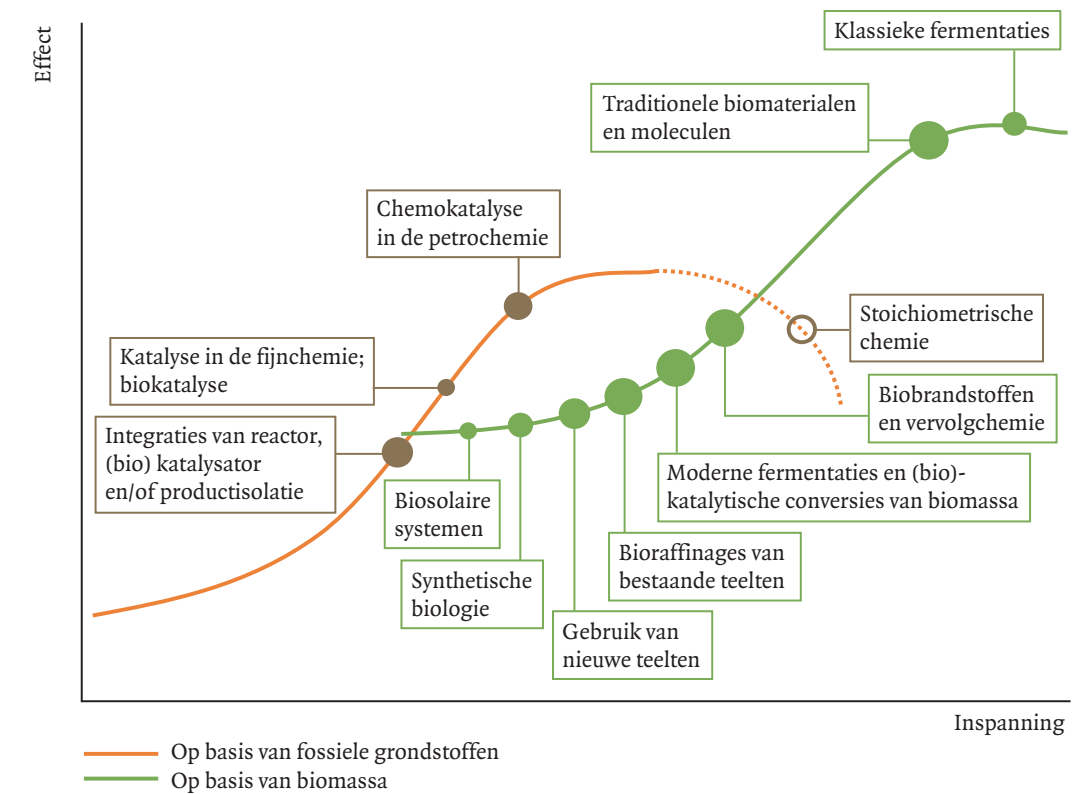 Effect
Klassieke fermentaties
Traditionele biomaterialen
en moleculen
Chemokatalyse
in de petrochemie
Stoichiometrische
chemie
Katalyse in de fijnchemie;
biokatalyse
Biobrandstoffen
en vervolgchemie
Integraties van reactor,
(bio) katalysator
en/of productisolatie
Moderne fermentaties en (bio)-
katalytische conversies van biomassa
Biosolaire
systemen
Bioraffinages van
bestaande teelten
Synthetische
biologie
Gebruik van
nieuwe teelten
Inspanning
Op basis van fossiele grondstoffen
Op basis van biomassa